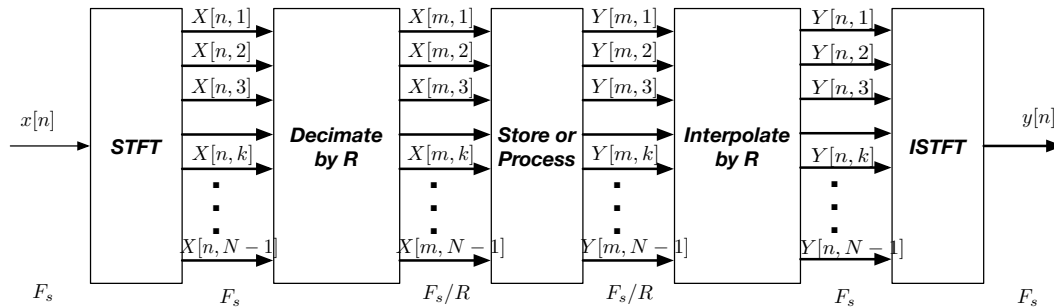 x[n]
F_s
STFT
X[n, 1]
X[n, 2]
X[n, 3]
X[n, k]
X[n, N − 1]
F_s
Decimate
by R
X[m, 1]
X[m, 2]
X[m, 3]
X[m, k]
X[m, N − 1]
F_s/R
Store or
Process
Y[m, 1]
Y[m, 2]
Y[m, 3]
Y[m, k]
Y[m, N − 1]
F_s/R
Interpolate
by R
Y[n, 1]
Y[n, 2]
Y[n, 3]
Y[n, k]
Y[n, N − 1]
F_s
ISTFT
y[n]
F_s